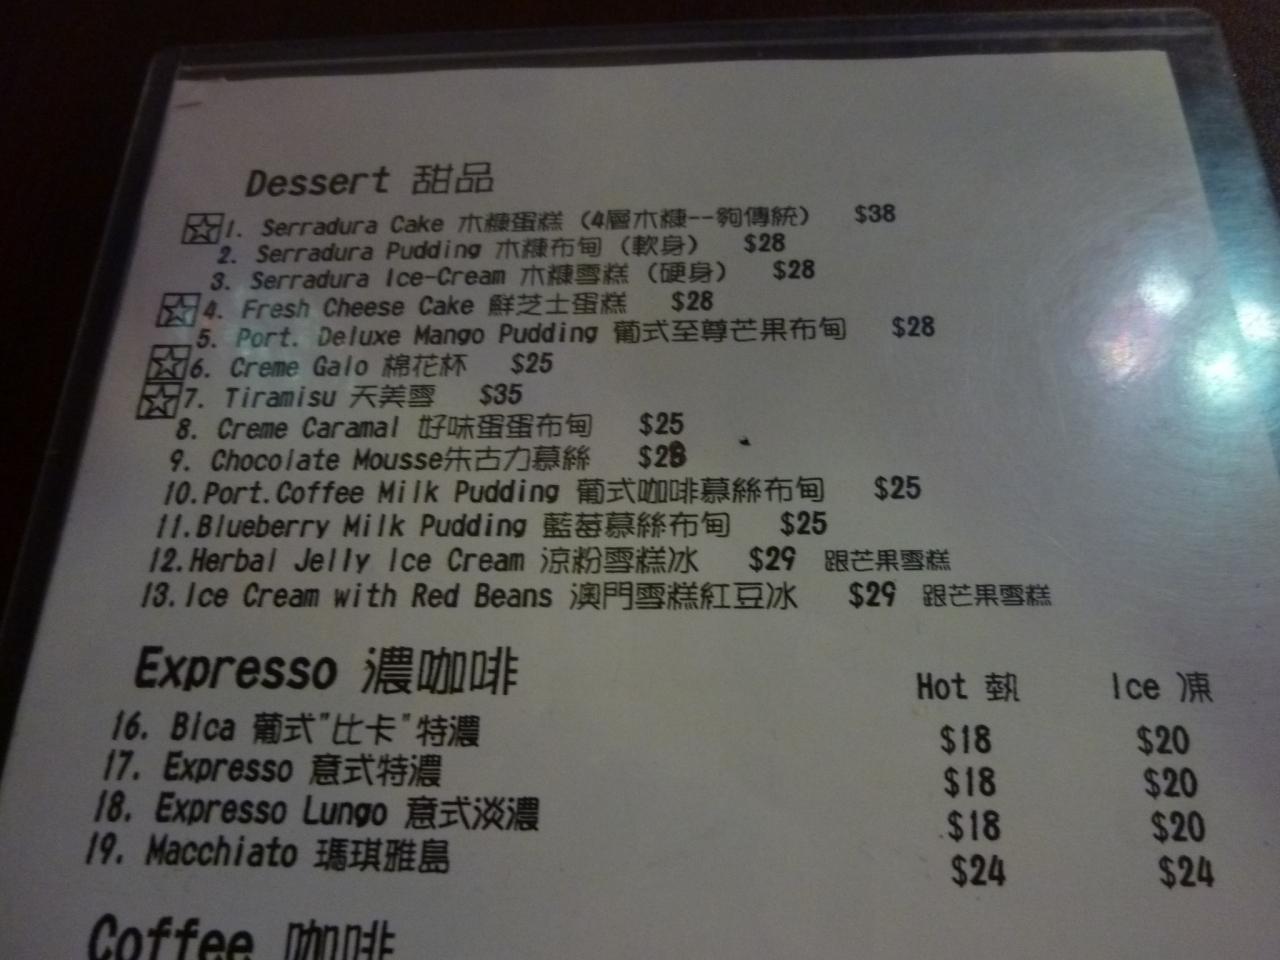 Dessert 甜品
☆1. Serradura Cake 木糠蛋糕 (4層木糠--夠傳統) $38
2. Serradura Pudding 木糠布甸 (軟身) $28
3. Serradura Ice-Cream 木糠雪糕 (硬身) $28
☆4. Fresh Cheese Cake 鮮芝士蛋糕 $28
5. Port. Deluxe Mango Pudding 葡式至尊芒果布甸 $28
☆6. Creme Galo 棉花杯 $25
☆7. Tiramisu 天美雪 $35
8. Creme Caramal 好味蛋蛋布甸 $25
9. Chocolate Mousse朱古力慕絲 $28
10.Port.Coffee Milk Pudding 葡式咖啡慕絲布甸 $25
11.Blueberry Milk Pudding 藍莓慕絲布甸 $25
12.Herbal Jelly Ice Cream 涼粉雪糕冰 $29 跟芒果雪糕
13.Ice Cream with Red Beans 澳門雪糕紅豆冰 $29 跟芒果雪糕
Expresso 濃咖啡 Hot 熱 Ice 凍
16. Bica 葡式"比卡"特濃 $18 $20
17. Expresso 意式特濃 $18 $20
18. Expresso Lungo 意式淡濃 $18 $20
19. Macchiato 瑪琪雅島 $24 $24
Coffee 咖啡